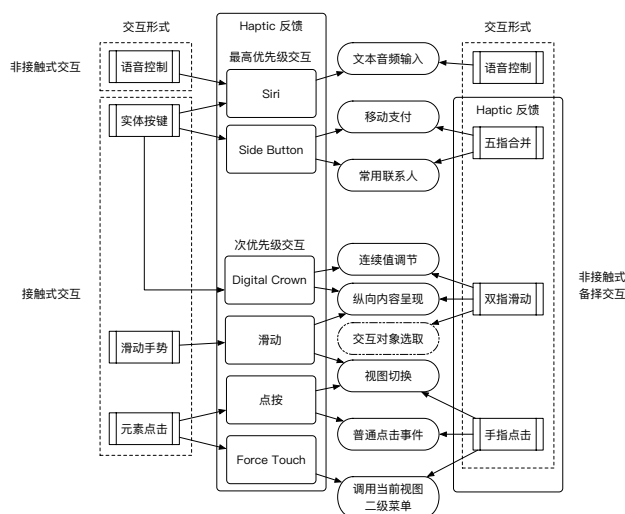 交互形式
Haptic 反馈
交互形式
非接触式交互
语音控制
最高优先级交互
Siri
文本音频输入
语音控制
实体按键
Side Button
移动支付
Haptic 反馈
五指合并
常用联系人
次优先级交互
Digital Crown
连续值调节
接触式交互
纵向内容呈现
双指滑动
非接触式
备择交互
滑动手势
滑动
交互对象选取
视图切换
点按
元素点击
普通点击事件
手指点击
Force Touch
调用当前视图
二级菜单